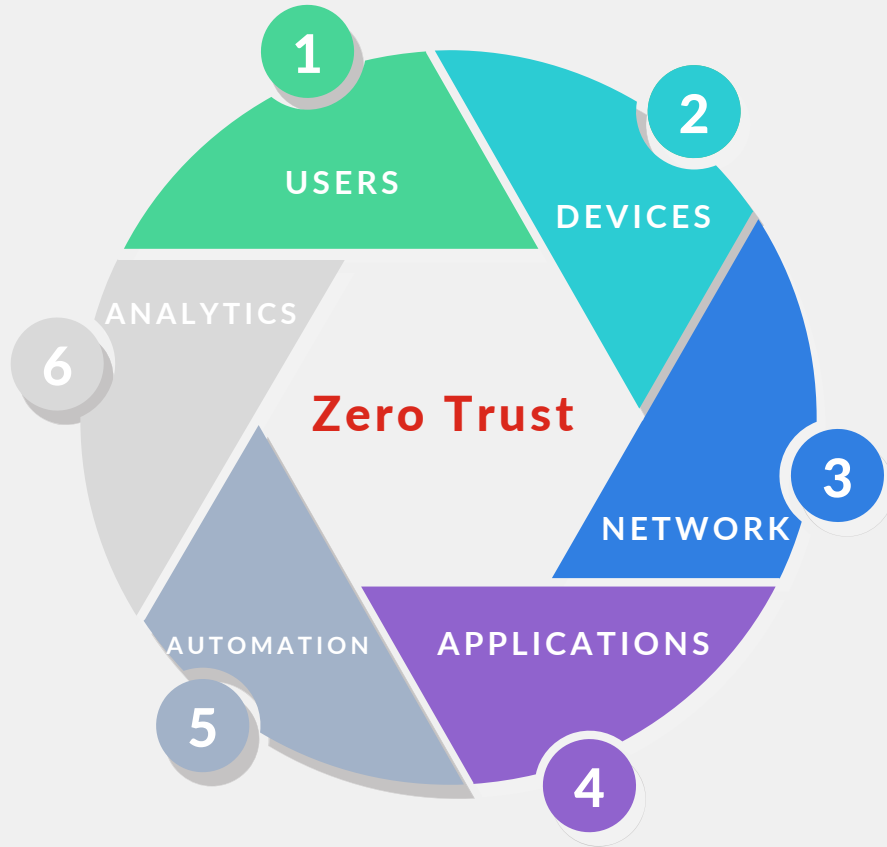 1
USERS
2
DEVICES
3
NETWORK
4
APPLICATIONS
5
AUTOMATION
6
ANALYTICS
Zero Trust